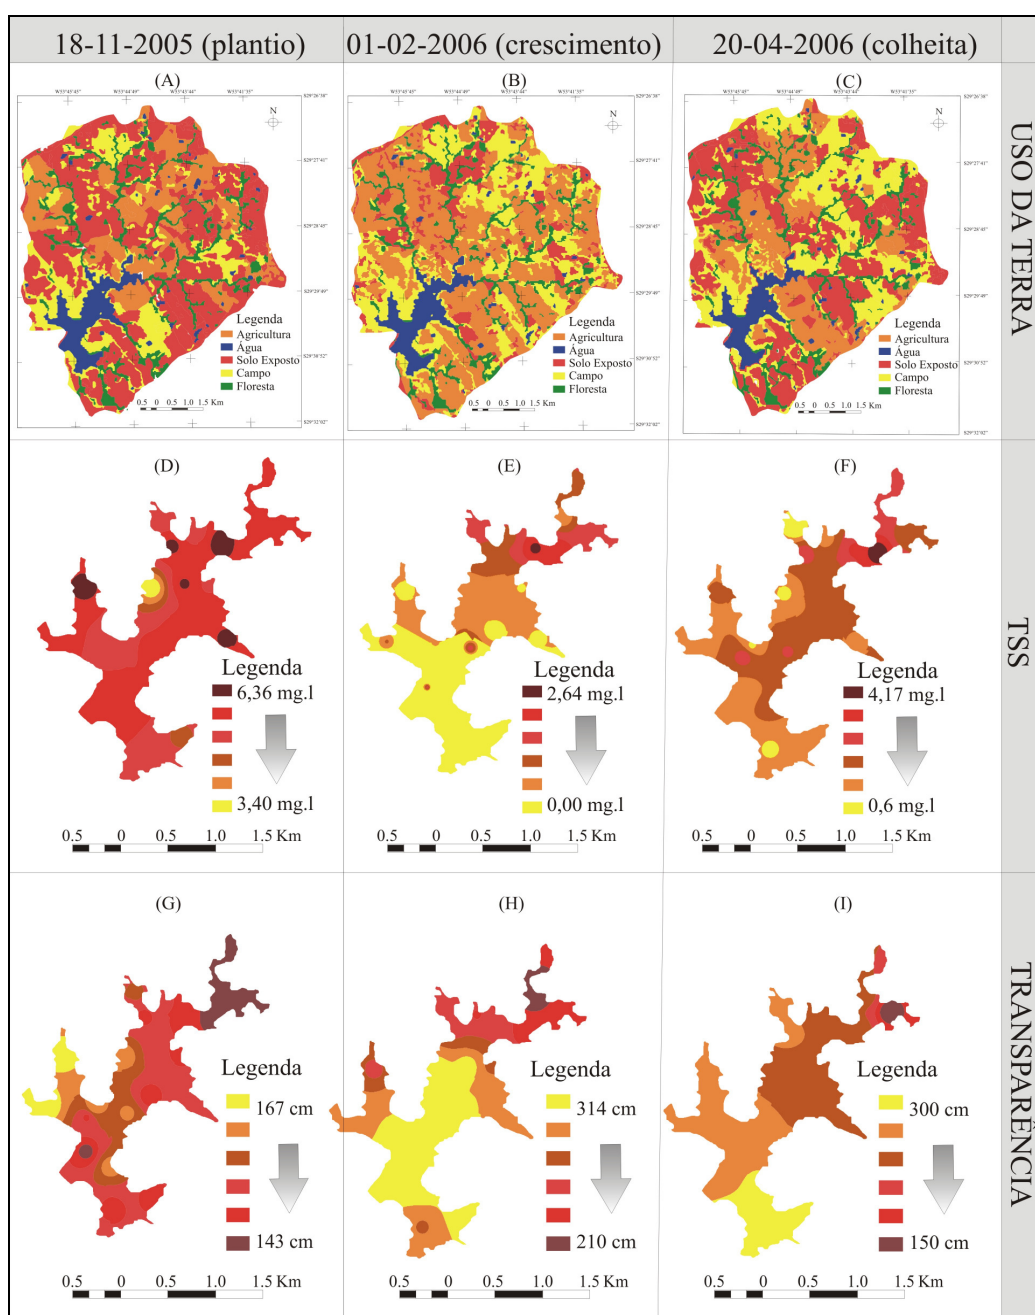 18-11-2005 (plantio)
01-02-2006 (crescimento)
20-04-2006 (colheita)
USO DA TERRA
(A)
N
Legenda
Agricultura
Água
Solo Exposto
Campo
Floresta
0.5 0 0.5 1.0 1.5 Km
(B)
N
Legenda
Agricultura
Água
Solo Exposto
Campo
Floresta
0.5 0 0.5 1.0 1.5 Km
(C)
N
Legenda
Agricultura
Água
Solo Exposto
Campo
Floresta
0.5 0 0.5 1.0 1.5 Km
TSS
(D)
Legenda
6,36 mg.l
3,40 mg.l
0.5 0 0.5 1.0 1.5 Km
(E)
Legenda
2,64 mg.l
0,00 mg.l
0.5 0 0.5 1.0 1.5 Km
(F)
Legenda
4,17 mg.l
0,6 mg.l
0.5 0 0.5 1.0 1.5 Km
TRANSPARÊNCIA
(G)
Legenda
167 cm
143 cm
0.5 0 0.5 1.0 1.5 Km
(H)
Legenda
314 cm
210 cm
0.5 0 0.5 1.0 1.5 Km
(I)
Legenda
300 cm
150 cm
0.5 0 0.5 1.0 1.5 Km